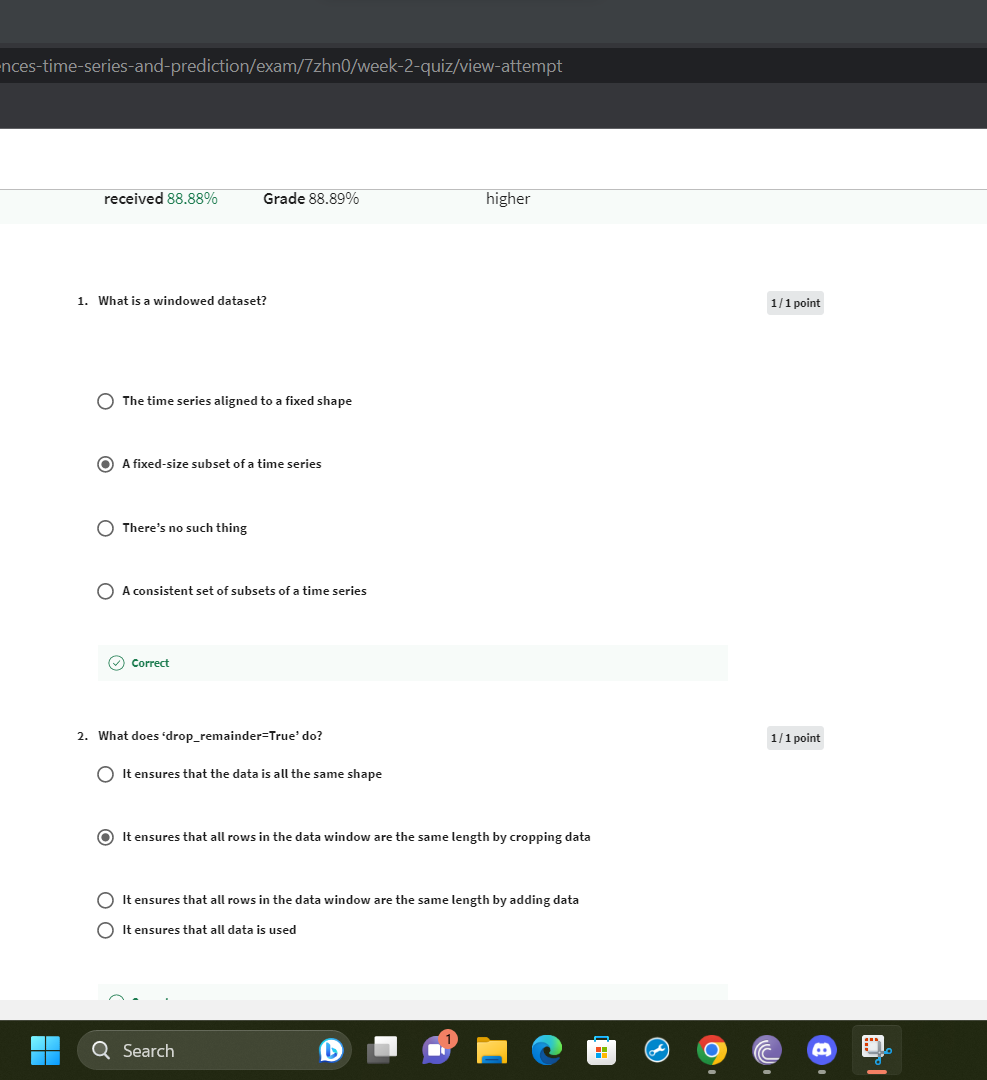 nces-time-series-and-prediction/exam/7zhn0/week-2-quiz/view-attempt
received 88.88% Grade 88.89% higher
1. What is a windowed dataset? 1 / 1 point
The time series aligned to a fixed shape
A fixed-size subset of a time series
There’s no such thing
A consistent set of subsets of a time series
Correct
2. What does ‘drop_remainder=True’ do? 1 / 1 point
It ensures that the data is all the same shape
It ensures that all rows in the data window are the same length by cropping data
It ensures that all rows in the data window are the same length by adding data
It ensures that all data is used
Search
1